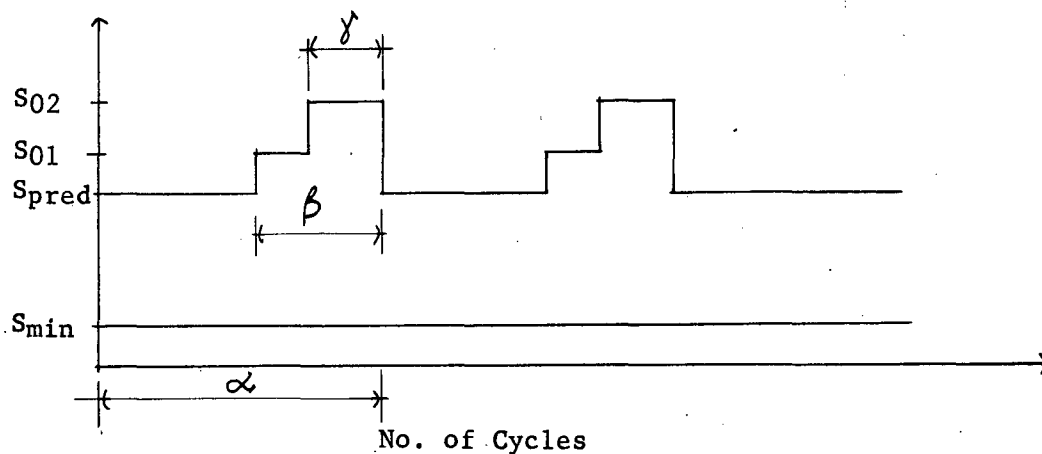 γ
S02
S01
Spred
β
Smin
α
No. of Cycles